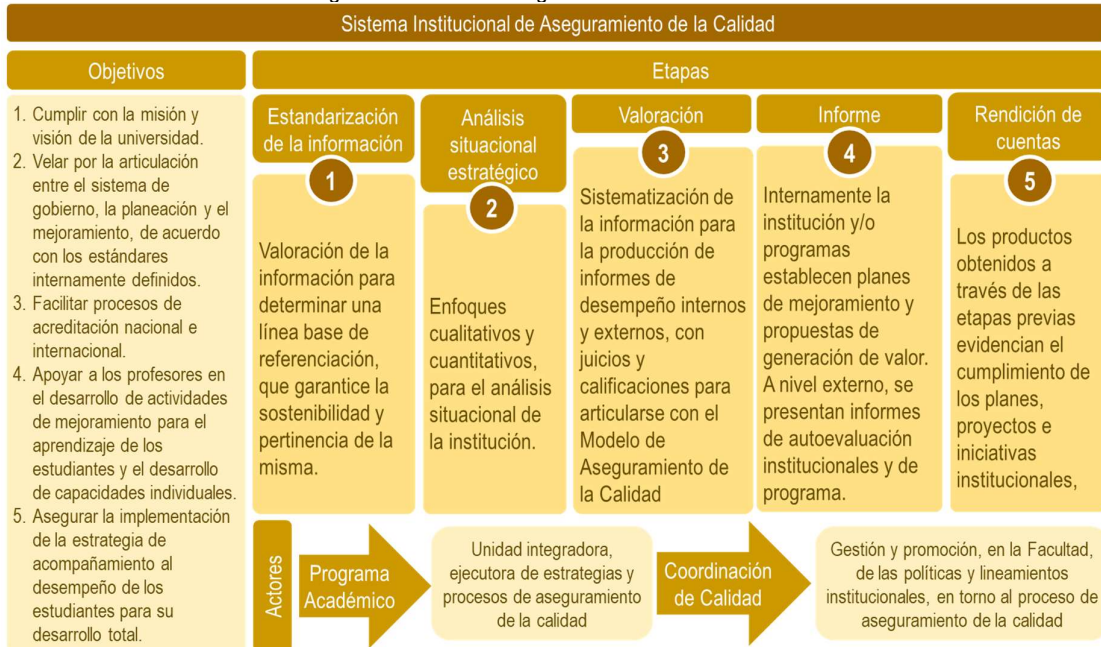 Sistema Institucional de Aseguramiento de la Calidad
Objetivos
1. Cumplir con la misión y
visión de la universidad.
2. Velar por la articulación
entre el sistema de
gobierno, la planeación y el
mejoramiento, de acuerdo
con los estándares
internamente definidos.
3. Facilitar procesos de
acreditación nacional e
internacional.
4. Apoyar a los profesores en
el desarrollo de actividades
de mejoramiento para el
aprendizaje de los
estudiantes y el desarrollo
de capacidades individuales.
5. Asegurar la implementación
de la estrategia de
acompañamiento al
desempeño de los
estudiantes para su
desarrollo total.
Etapas
Estandarización
de la información
1
Valoración de la
información para
determinar una
línea base de
referenciación,
que garantice la
sostenibilidad y
pertinencia de la
misma.
Análisis
situacional
estratégico
2
Enfoques
cualitativos y
cuantitativos,
para el análisis
situacional de
la institución.
Valoración
3
Sistematización de
la información para
la producción de
informes de
desempeño internos
y externos, con
juicios y
calificaciones para
articularse con el
Modelo de
Aseguramiento de
la Calidad
Informe
4
Internamente la
institución y/o
programas
establecen planes
de mejoramiento y
propuestas de
generación de valor.
A nivel externo, se
presentan informes
de autoevaluación
institucionales y de
programa.
Rendición de
cuentas
5
Los productos
obtenidos a
través de las
etapas previas
evidencian el
cumplimiento de
los planes,
proyectos e
iniciativas
institucionales,
Actores
Programa
Académico
Unidad integradora,
ejecutora de estrategias y
procesos de aseguramiento
de la calidad
Coordinación
de Calidad
Gestión y promoción, en la Facultad,
de las políticas y lineamientos
institucionales, en torno al proceso de
aseguramiento de la calidad